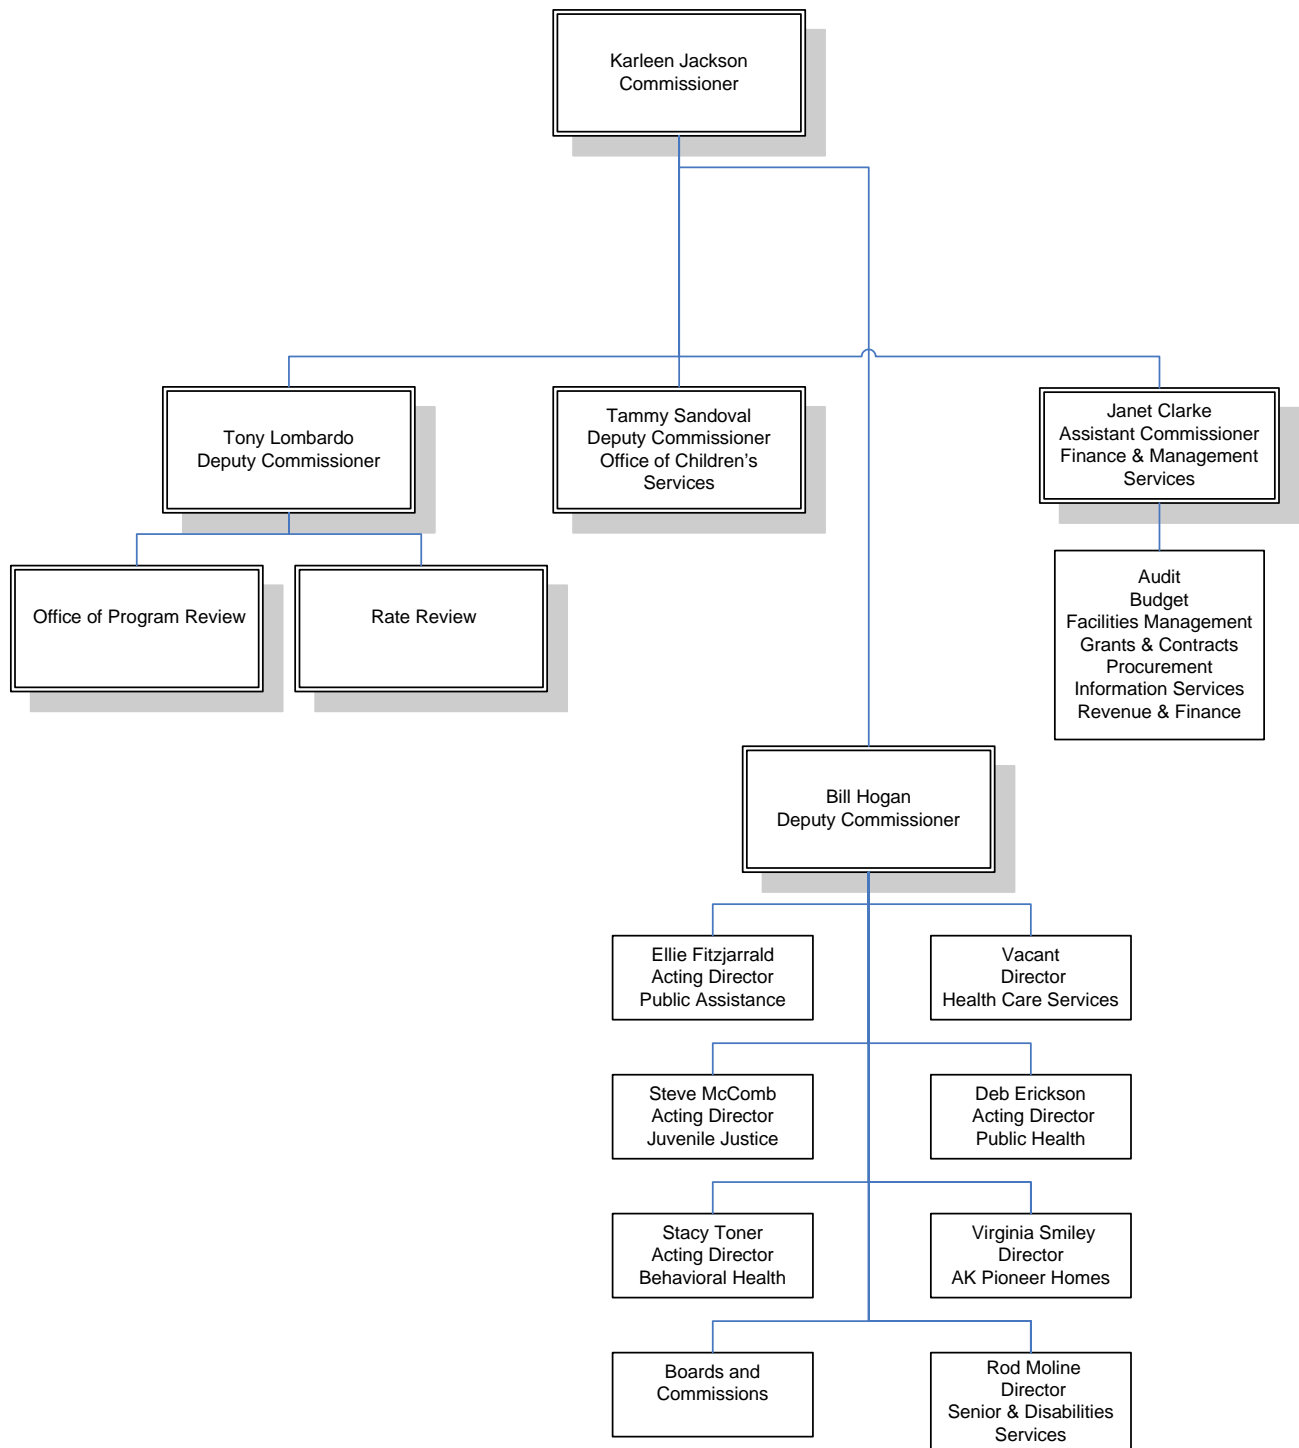 Karleen Jackson
Commissioner
Tony Lombardo
Deputy Commissioner
Tammy Sandoval
Deputy Commissioner
Office of Children's
Services
Janet Clarke
Assistant Commissioner
Finance & Management
Services
Office of Program Review
Rate Review
Audit
Budget
Facilities Management
Grants & Contracts
Procurement
Information Services
Revenue & Finance
Bill Hogan
Deputy Commissioner
Ellie Fitzjarrald
Acting Director
Public Assistance
Vacant
Director
Health Care Services
Steve McComb
Acting Director
Juvenile Justice
Deb Erickson
Acting Director
Public Health
Stacy Toner
Acting Director
Behavioral Health
Virginia Smiley
Director
AK Pioneer Homes
Boards and
Commissions
Rod Moline
Director
Senior & Disabilities
Services